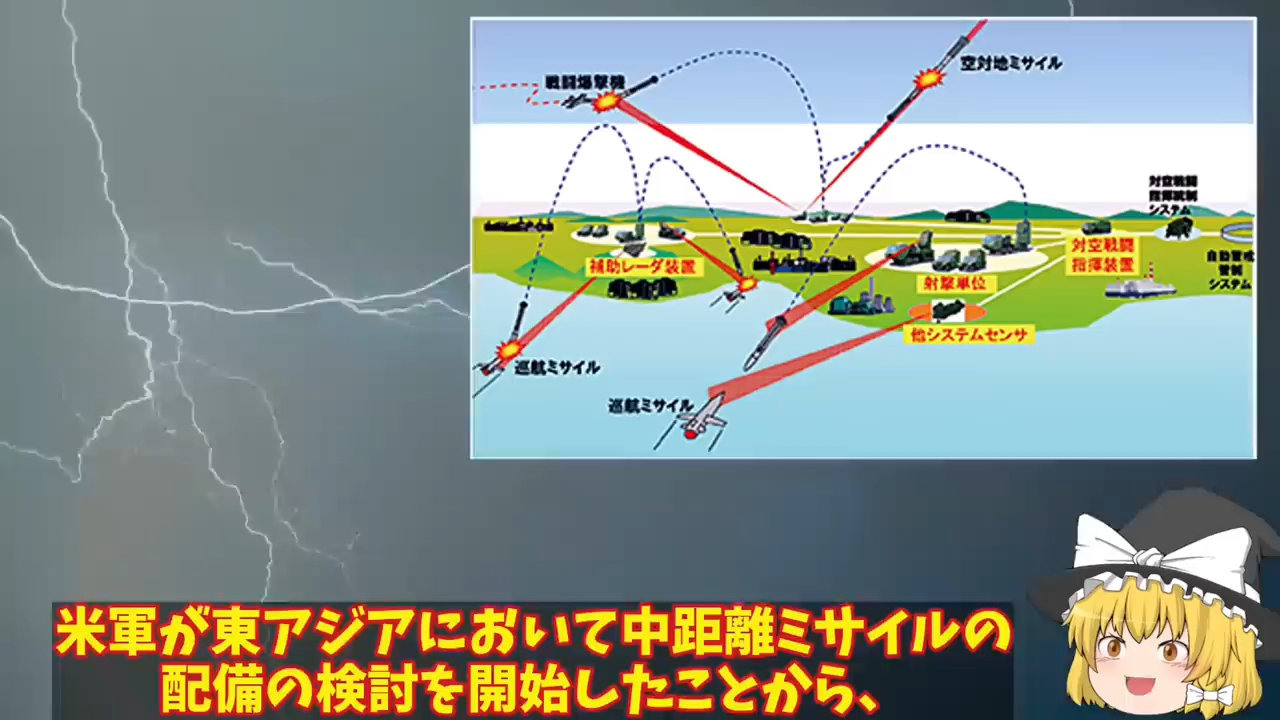 戦闘爆撃機
空対地ミサイル
対空戦闘
指揮統制
システム
補助レーダ装置
対空戦闘
指揮装置
自動警戒
管制
システム
射撃単位
他システムセンサ
巡航ミサイル
巡航ミサイル
米軍が東アジアにおいて中距離ミサイルの
配備の検討を開始したことから、